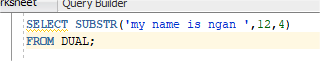 rksheet Query Builder
SELECT SUBSTR('my name is ngan ',12,4)
FROM DUAL;